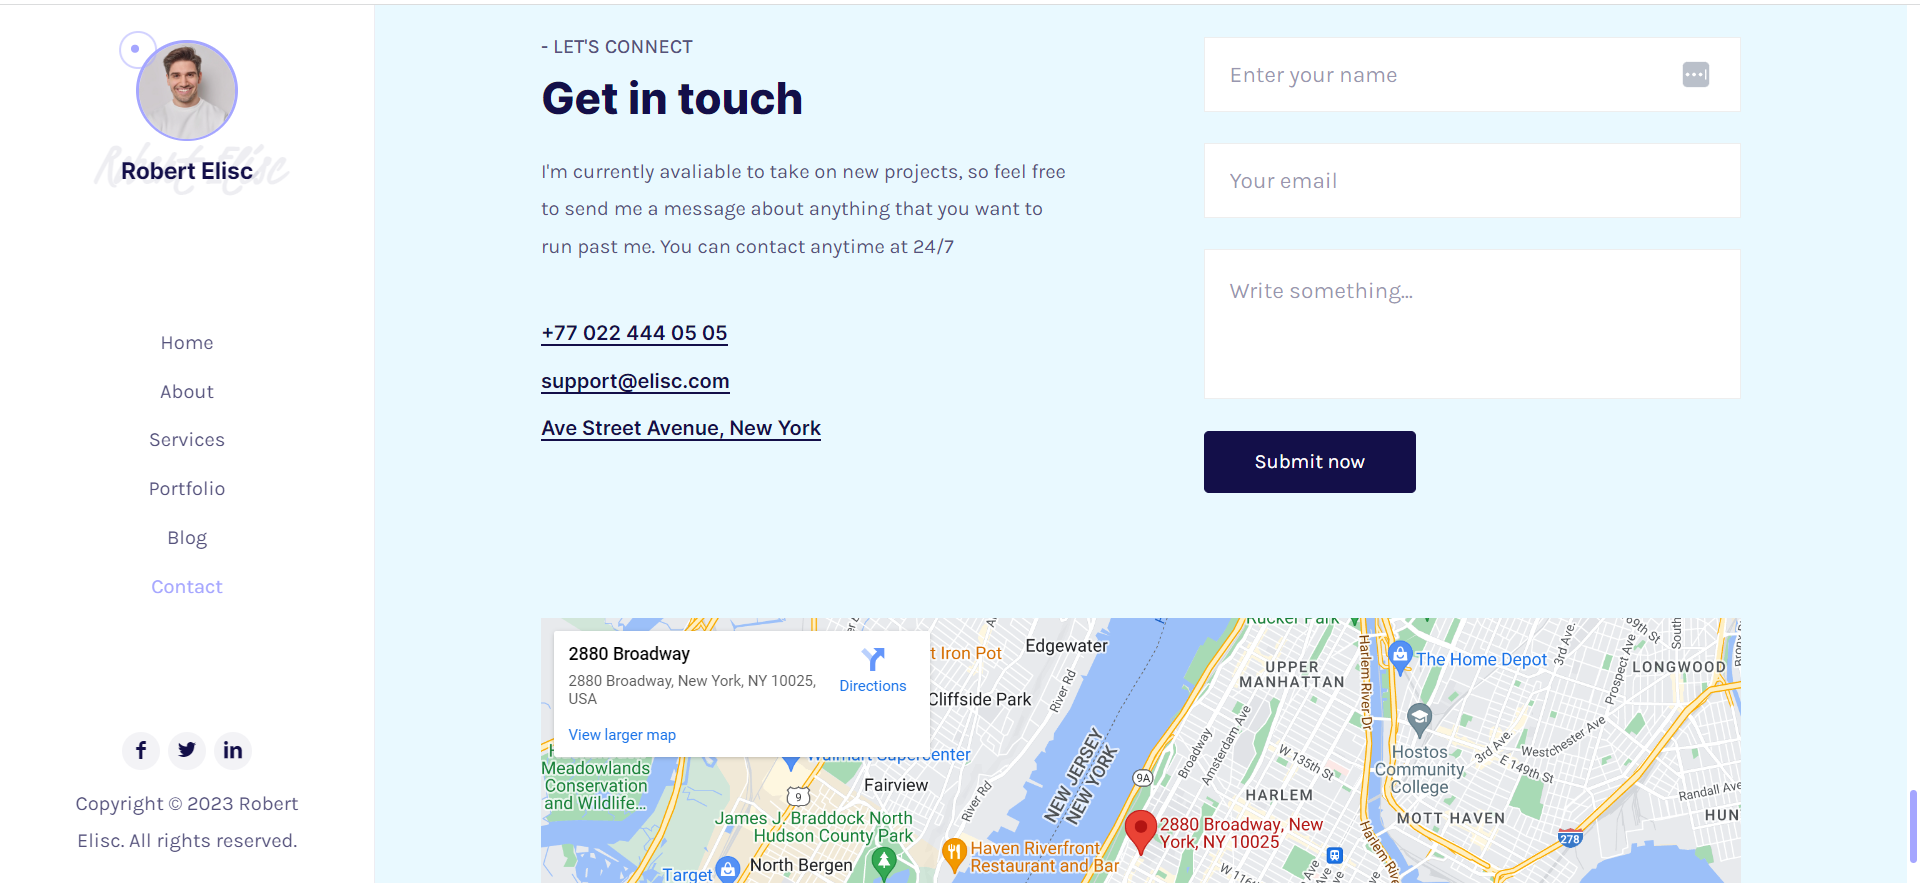 Robert Elisc
Robert Elisc
Home
About
Services
Portfolio
Blog
Contact
Copyright © 2023 Robert
Elisc. All rights reserved.
- LET'S CONNECT
Get in touch
I'm currently avaliable to take on new projects, so feel free
to send me a message about anything that you want to
run past me. You can contact anytime at 24/7
+77 022 444 05 05
support@elisc.com
Ave Street Avenue, New York
Enter your name
Your email
Write something...
Submit now
2880 Broadway
2880 Broadway, New York, NY 10025,
USA
Directions
View larger map
t Iron Pot
Edgewater
Cliffside Park
River Rd
Walmart Supercenter
Meadowlands
Conservation
and Wildlife...
9
Fairview
River Rd
James J. Braddock North
Hudson County Park
North Bergen
Target
Haven Riverfront
Restaurant and Bar
NEW JERSEY
NEW YORK
9A
Broadway
Amsterdam Ave
2880 Broadway, New
York, NY 10025
W 116
HARLEM
W 135th St
UPPER
MANHATTAN
Rucker Park
Harlem River Dr
Harlem River
The Home Depot
Hostos
Community
College
MOTT HAVEN
3rd Ave.
E 149th St
Westchester Ave
3rd Ave.
Prospect Ave
69th St
South
LONGWOOD
Randall Ave
HUN
278